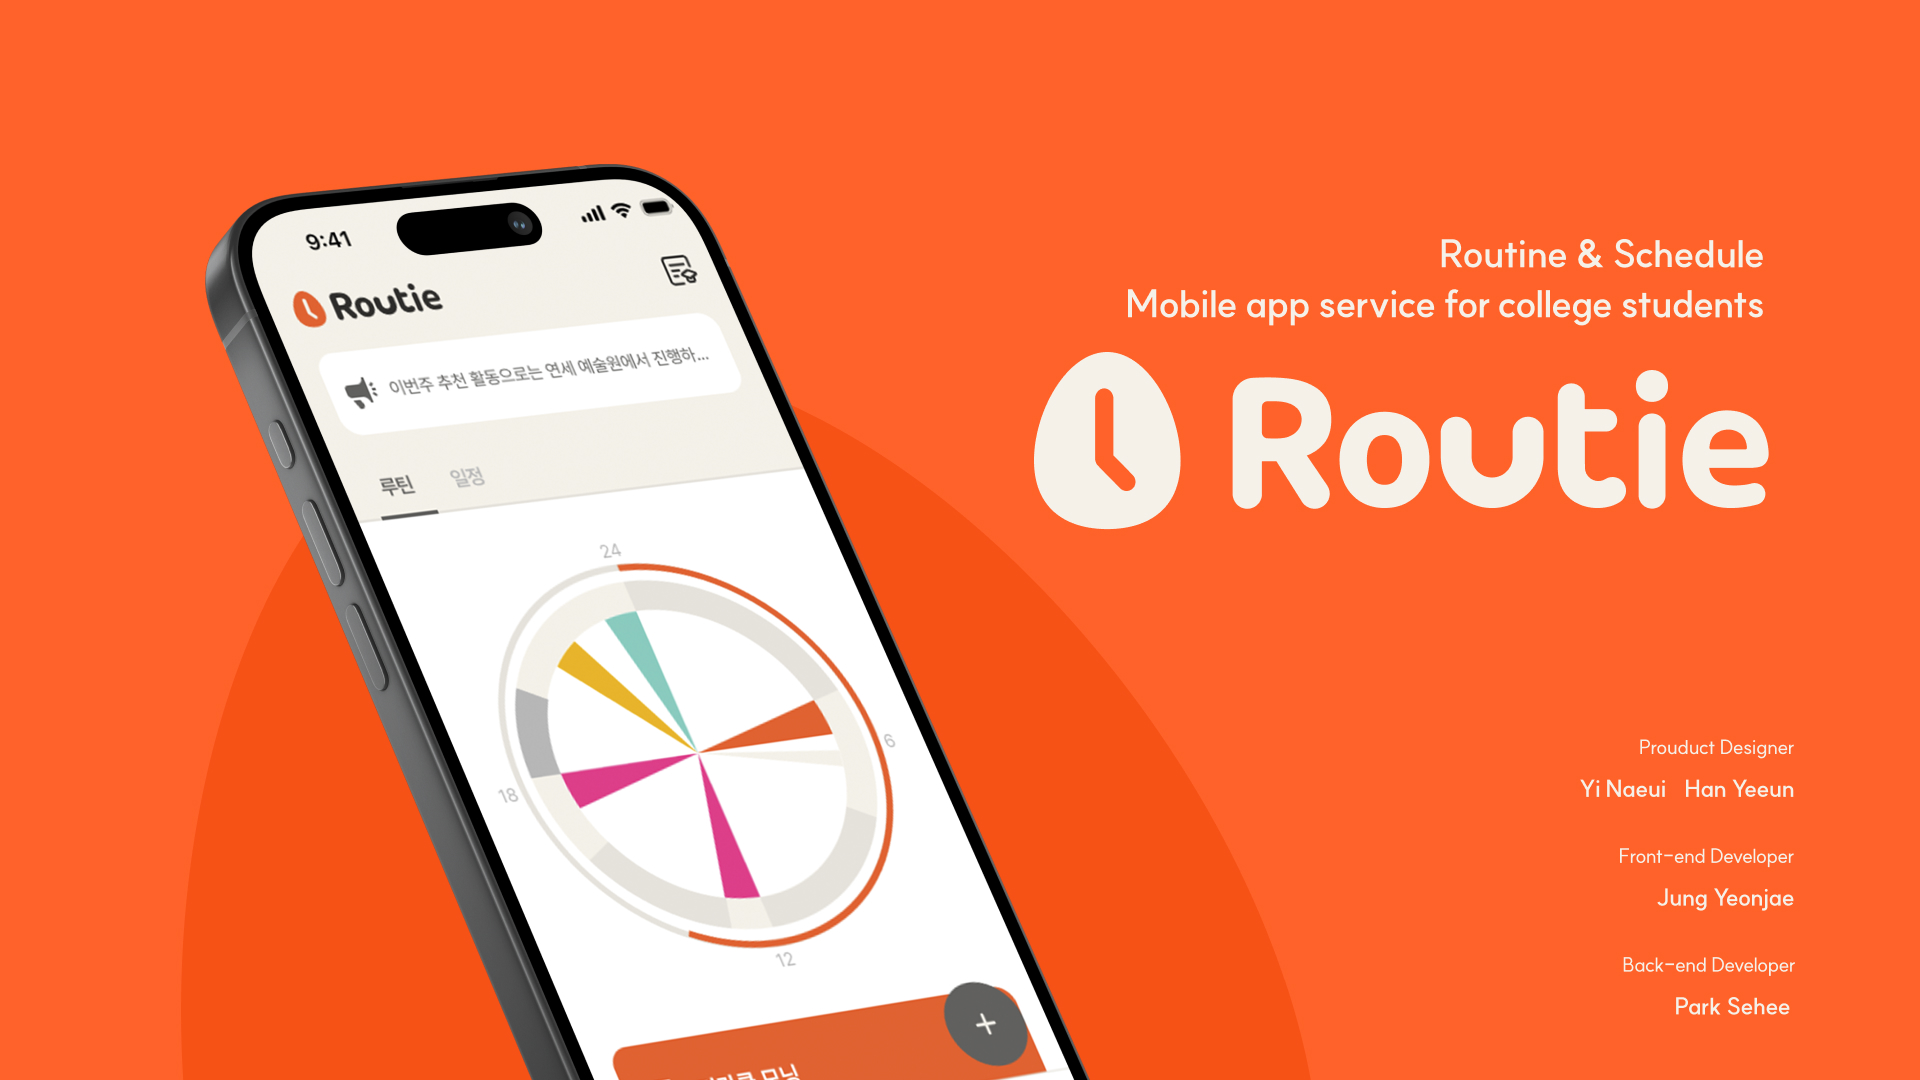 9:41
Routie
이번주 추천 활동으로는 연세 예술원에서 진행하...
루틴 일정
24
6
18
12
모닝
Routine & Schedule
Mobile app service for college students
Routie
Prouduct Designer
Yi Naeui Han Yeeun
Front-end Developer
Jung Yeonjae
Back-end Developer
Park Sehee